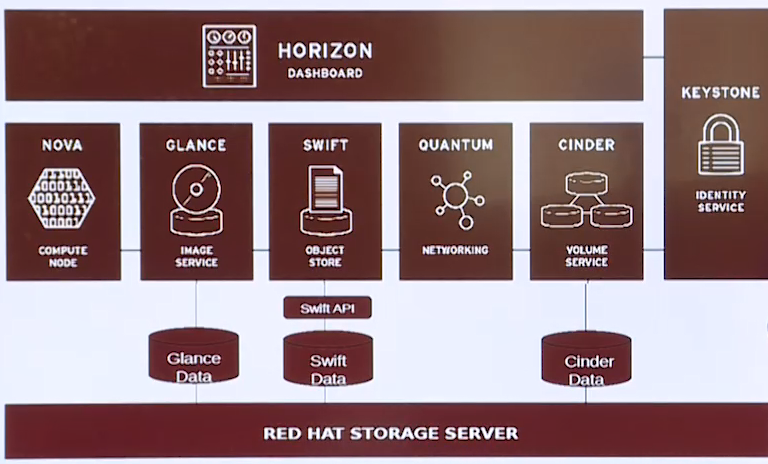 HORIZON
DASHBOARD
KEYSTONE
IDENTITY
SERVICE
NOVA
COMPUTE
NODE
GLANCE
IMAGE
SERVICE
SWIFT
OBJECT
STORE
QUANTUM
NETWORKING
CINDER
VOLUME
SERVICE
Swift API
Glance
Data
Swift
Data
Cinder
Data
RED HAT STORAGE SERVER